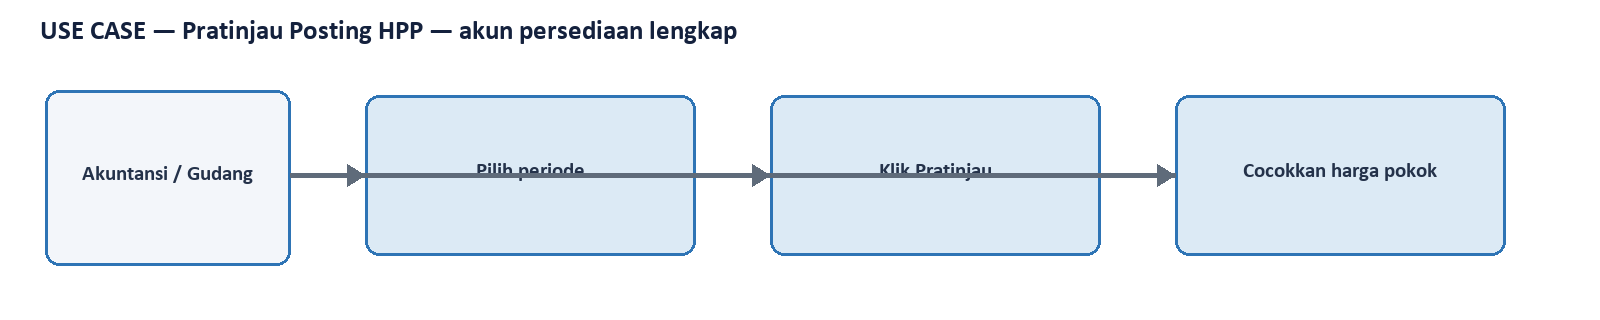 USE CASE — Pratinjau Posting HPP — akun persediaan lengkap
Akuntansi / Gudang
Pilih periode
Klik Pratinjau
Cocokkan harga pokok